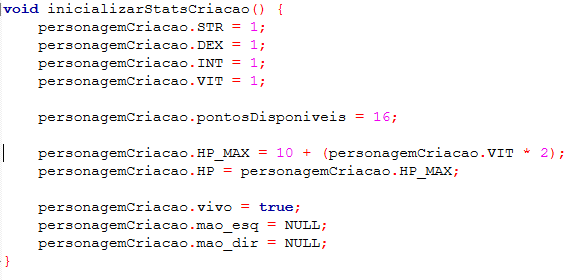 void inicializarStatsCriacao() {
    personagemCriacao.STR = 1;
    personagemCriacao.DEX = 1;
    personagemCriacao.INT = 1;
    personagemCriacao.VIT = 1;

    personagemCriacao.pontosDisponiveis = 16;

    personagemCriacao.HP_MAX = 10 + (personagemCriacao.VIT * 2);
    personagemCriacao.HP = personagemCriacao.HP_MAX;

    personagemCriacao.vivo = true;
    personagemCriacao.mao_esq = NULL;
    personagemCriacao.mao_dir = NULL;
}